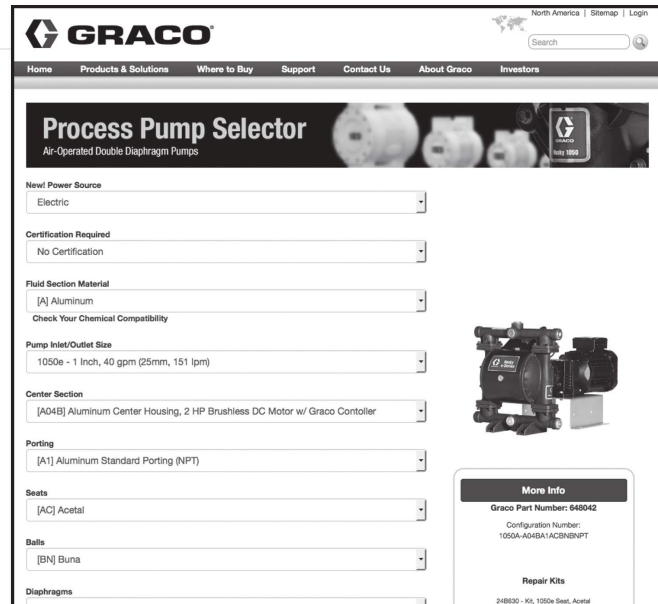 North America | Sitemap | Login
GRACO
Search
Home Products & Solutions Where to Buy Support Contact Us About Graco Investors
Process Pump Selector
Air-Operated Double Diaphragm Pumps
GRACO
Husky 1050
New! Power Source
Electric
Certification Required
No Certification
Fluid Section Material
[A] Aluminum
Check Your Chemical Compatibility
Pump Inlet/Outlet Size
1050e - 1 Inch, 40 gpm (25mm, 151 lpm)
Center Section
[A04B] Aluminum Center Housing, 2 HP Brushless DC Motor w/ Graco Contoller
Porting
[A1] Aluminum Standard Porting (NPT)
Seats
[AC] Acetal
Balls
[BN] Buna
Diaphragms
More Info
Graco Part Number: 648042
Configuration Number:
1050A-A04BA1ACBNBNPT
Repair Kits
24B630 - Kit, 1050e Seat, Acetal